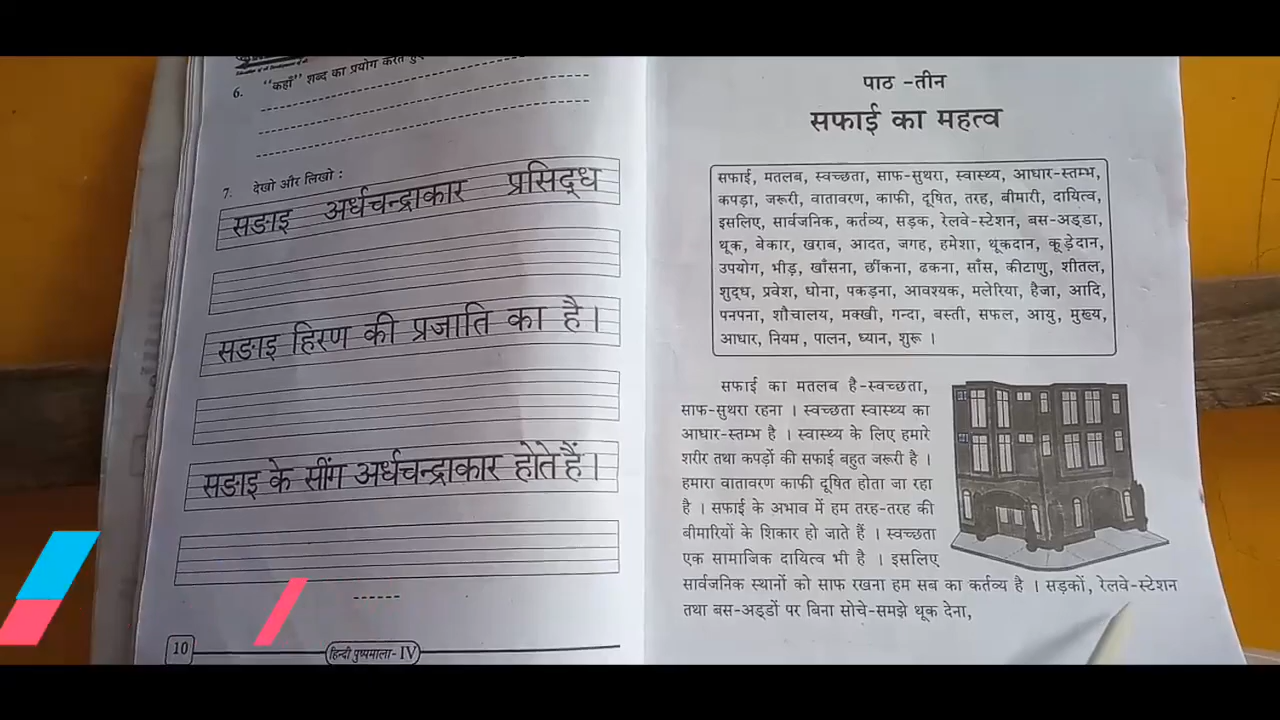 6. "कहाँ" शब्द का प्रयोग करते हुए
7. देखो और लिखो :
सङाइ अर्धचन्द्राकार प्रसिद्ध
सङाइ हिरण की प्रजाति का है।
सङाइ के सींग अर्धचन्द्राकार होते हैं।
10
हिन्दी पुष्पमाला- IV
पाठ -तीन
सफाई का महत्व
सफाई, मतलब, स्वच्छता, साफ-सुथरा, स्वास्थ्य, आधार-स्तम्भ,
कपड़ा, जरूरी, वातावरण, काफी, दूषित, तरह, बीमारी, दायित्व,
इसलिए, सार्वजनिक, कर्तव्य, सड़क, रेलवे-स्टेशन, बस-अड्डा,
थूक, बेकार, खराब, आदत, जगह, हमेशा, थूकदान, कूड़ेदान,
उपयोग, भीड़, खाँसना, छींकना, ढकना, साँस, कीटाणु, शीतल,
शुद्ध, प्रवेश, धोना, पकड़ना, आवश्यक, मलेरिया, हैजा, आदि,
पनपना, शौचालय, मक्खी, गन्दा, बस्ती, सफल, आयु, मुख्य,
आधार, नियम, पालन, ध्यान, शुरू ।
सफाई का मतलब है-स्वच्छता,
साफ-सुथरा रहना । स्वच्छता स्वास्थ्य का
आधार-स्तम्भ है । स्वास्थ्य के लिए हमारे
शरीर तथा कपड़ों की सफाई बहुत जरूरी है ।
हमारा वातावरण काफी दूषित होता जा रहा
है । सफाई के अभाव में हम तरह-तरह की
बीमारियों के शिकार हो जाते हैं । स्वच्छता
एक सामाजिक दायित्व भी है । इसलिए
सार्वजनिक स्थानों को साफ रखना हम सब का कर्तव्य है । सड़कों, रेलवे-स्टेशन
तथा बस-अड्डों पर बिना सोचे-समझे थूक देना,